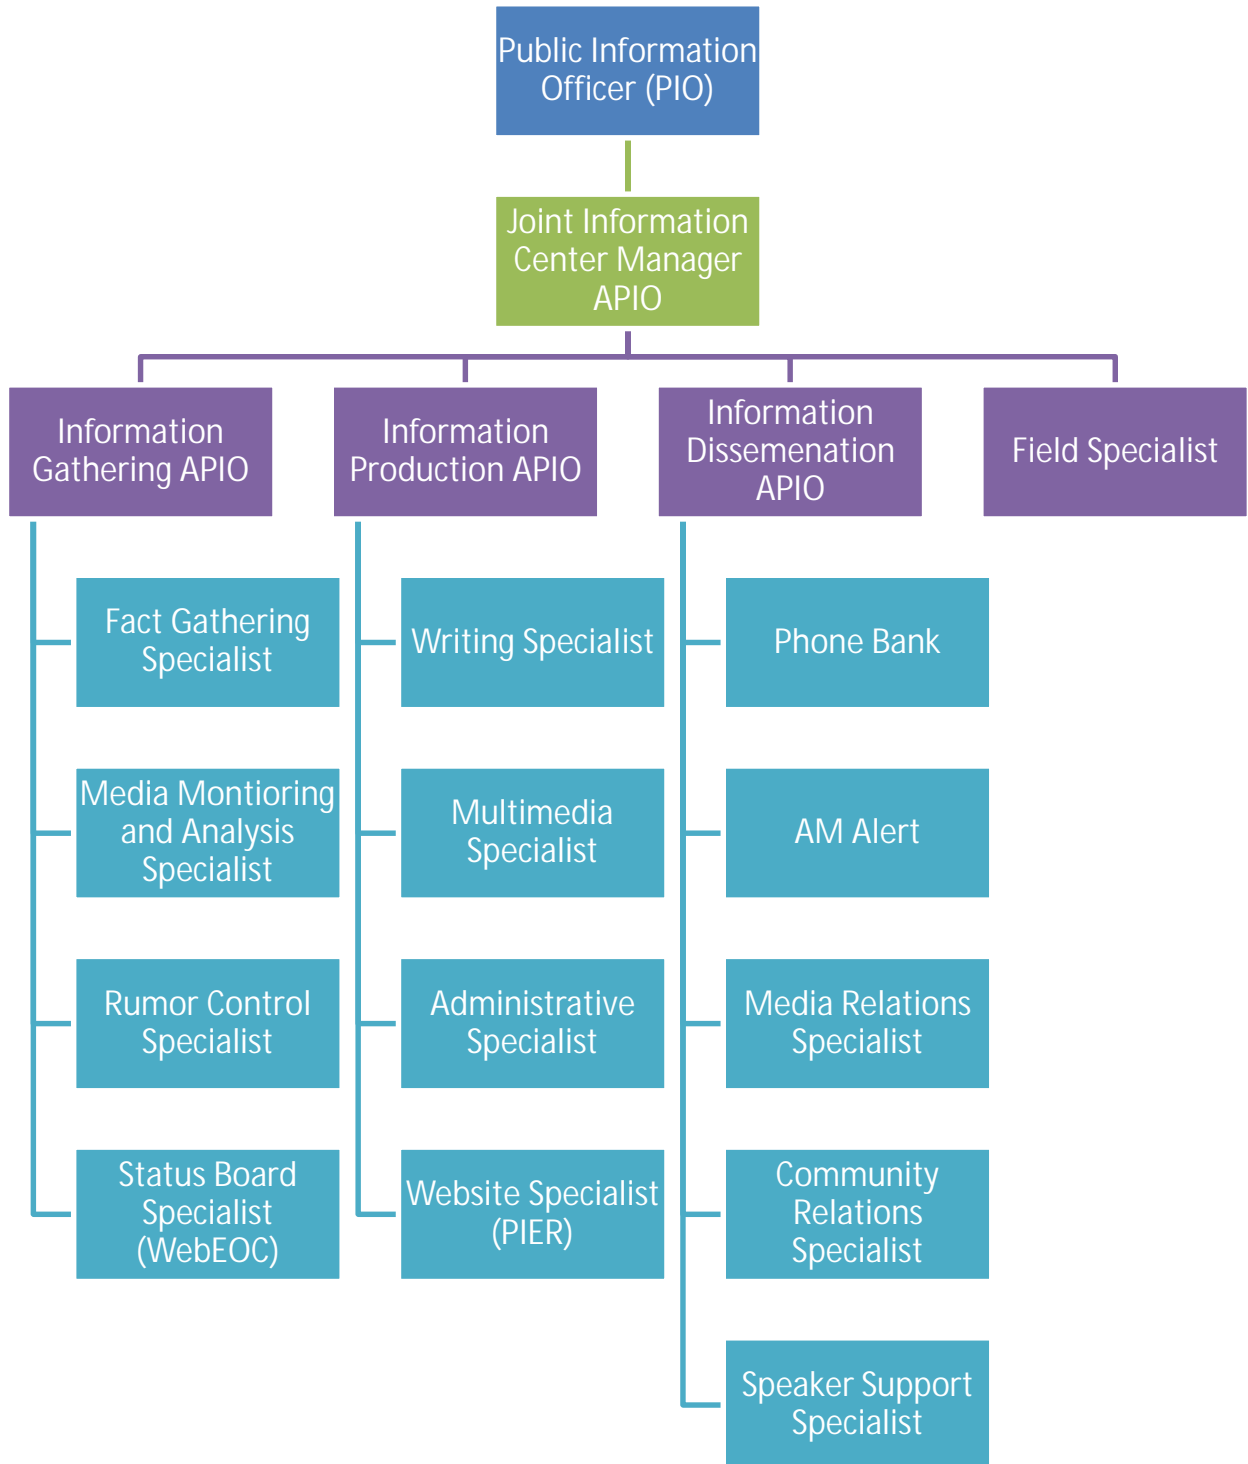 Public Information
Officer (PIO)
Joint Information
Center Manager
APIO
Information
Gathering APIO
Information
Production APIO
Information
Dissemenation
APIO
Field Specialist
Fact Gathering
Specialist
Media Montioring
and Analysis
Specialist
Rumor Control
Specialist
Status Board
Specialist
(WebEOC)
Writing Specialist
Multimedia
Specialist
Administrative
Specialist
Website Specialist
(PIER)
Phone Bank
AM Alert
Media Relations
Specialist
Community
Relations
Specialist
Speaker Support
Specialist